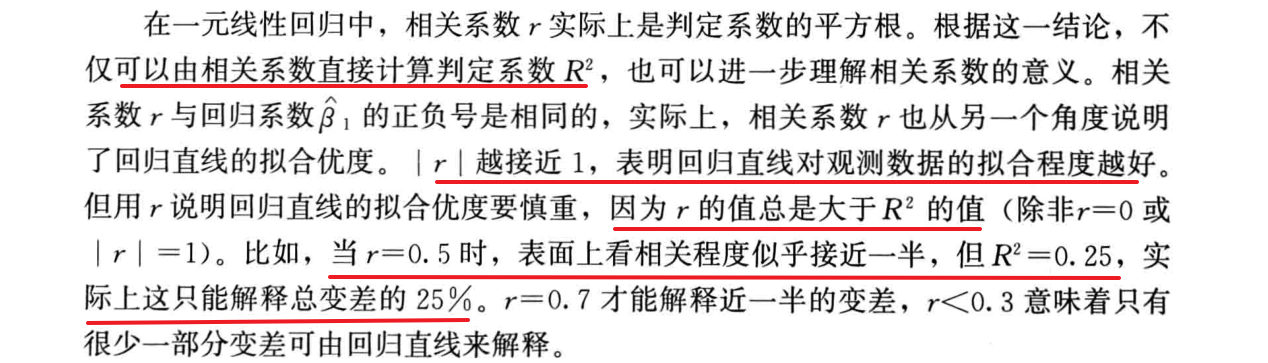 在一元线性回归中，相关系数 r 实际上是判定系数的平方根。根据这一结论，不
仅可以由相关系数直接计算判定系数 R²，也可以进一步理解相关系数的意义。相关
系数 r 与回归系数 β̂₁ 的正负号是相同的，实际上，相关系数 r 也从另一个角度说明
了回归直线的拟合优度。｜r｜越接近 1，表明回归直线对观测数据的拟合程度越好。
但用 r 说明回归直线的拟合优度要慎重，因为 r 的值总是大于 R² 的值（除非r=0 或
｜r｜=1）。比如，当 r=0.5 时，表面上看相关程度似乎接近一半，但 R²=0.25，实
际上这只能解释总变差的 25%。r=0.7 才能解释近一半的变差，r<0.3 意味着只有
很少一部分变差可由回归直线来解释。